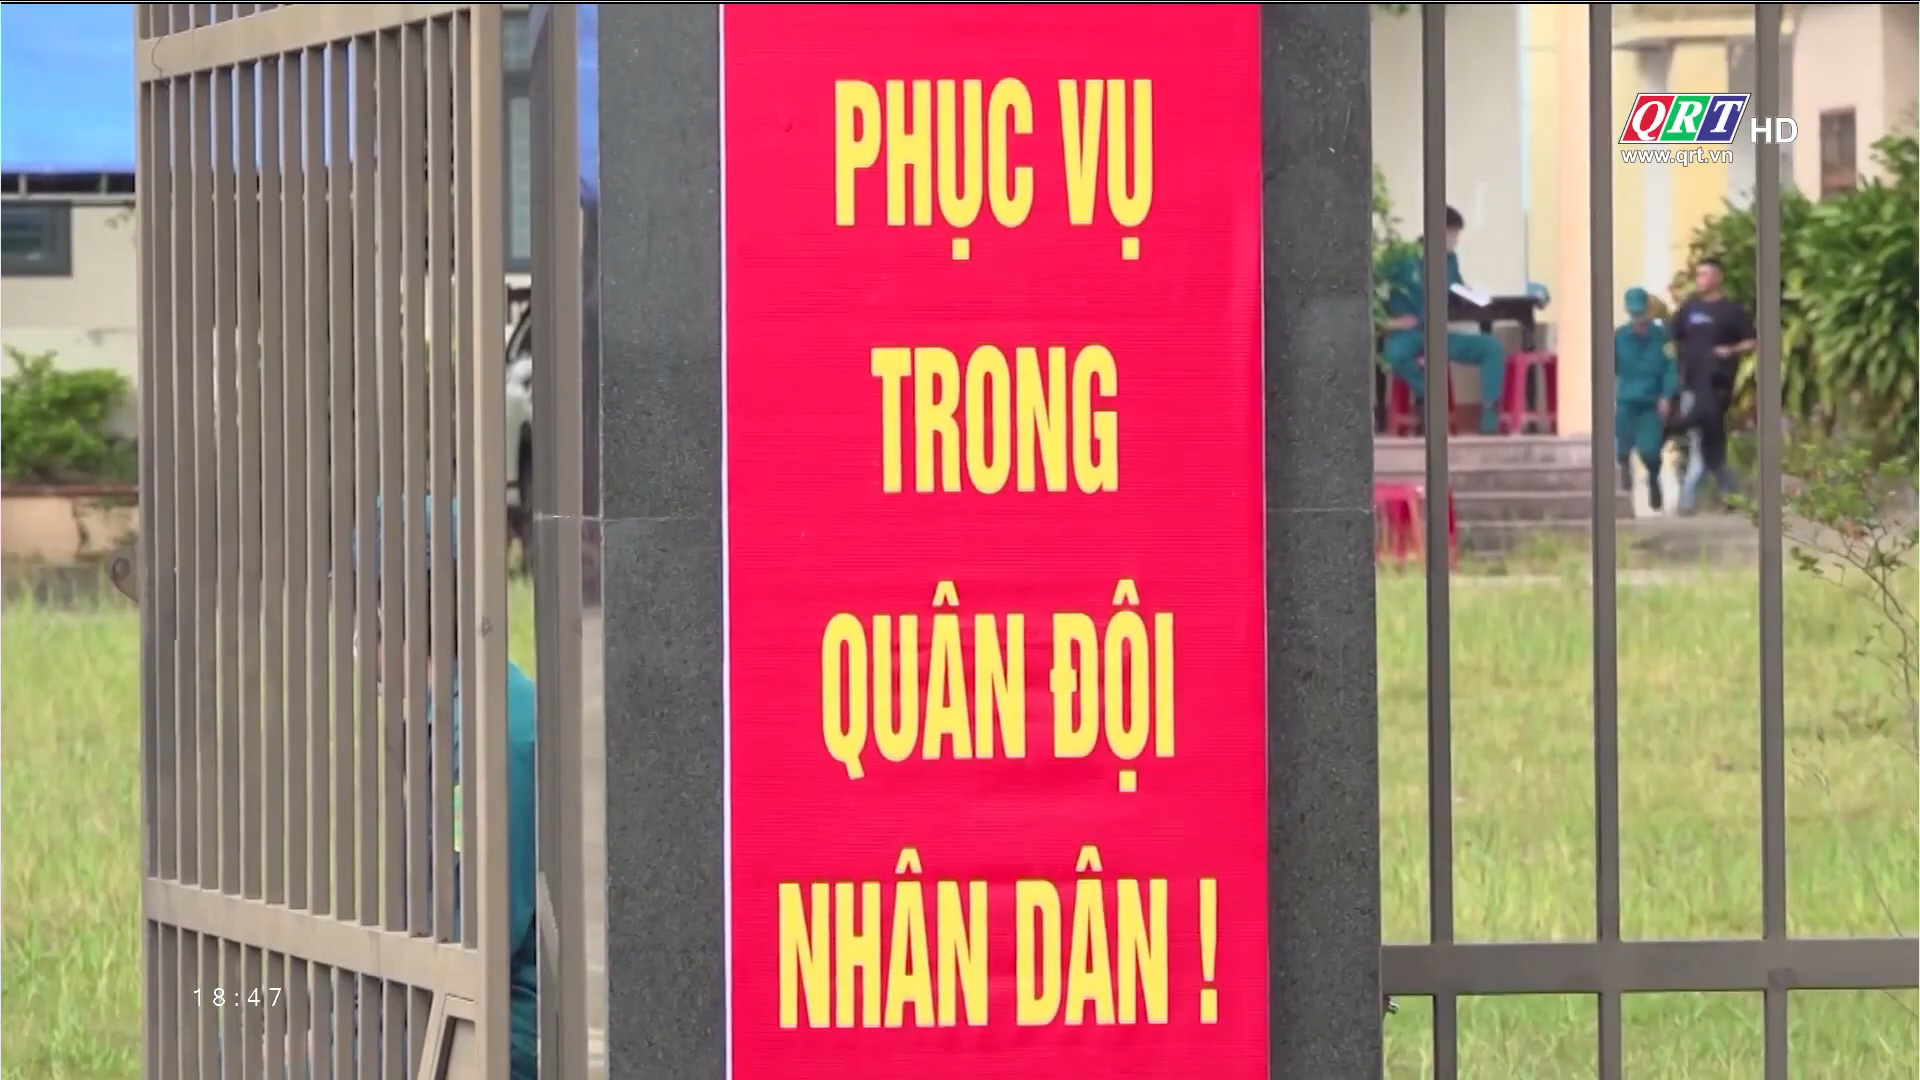 PHỤC VỤ
TRONG
QUÂN ĐỘI
NHÂN DÂN !
QRT HD
www.qrt.vn
18:47